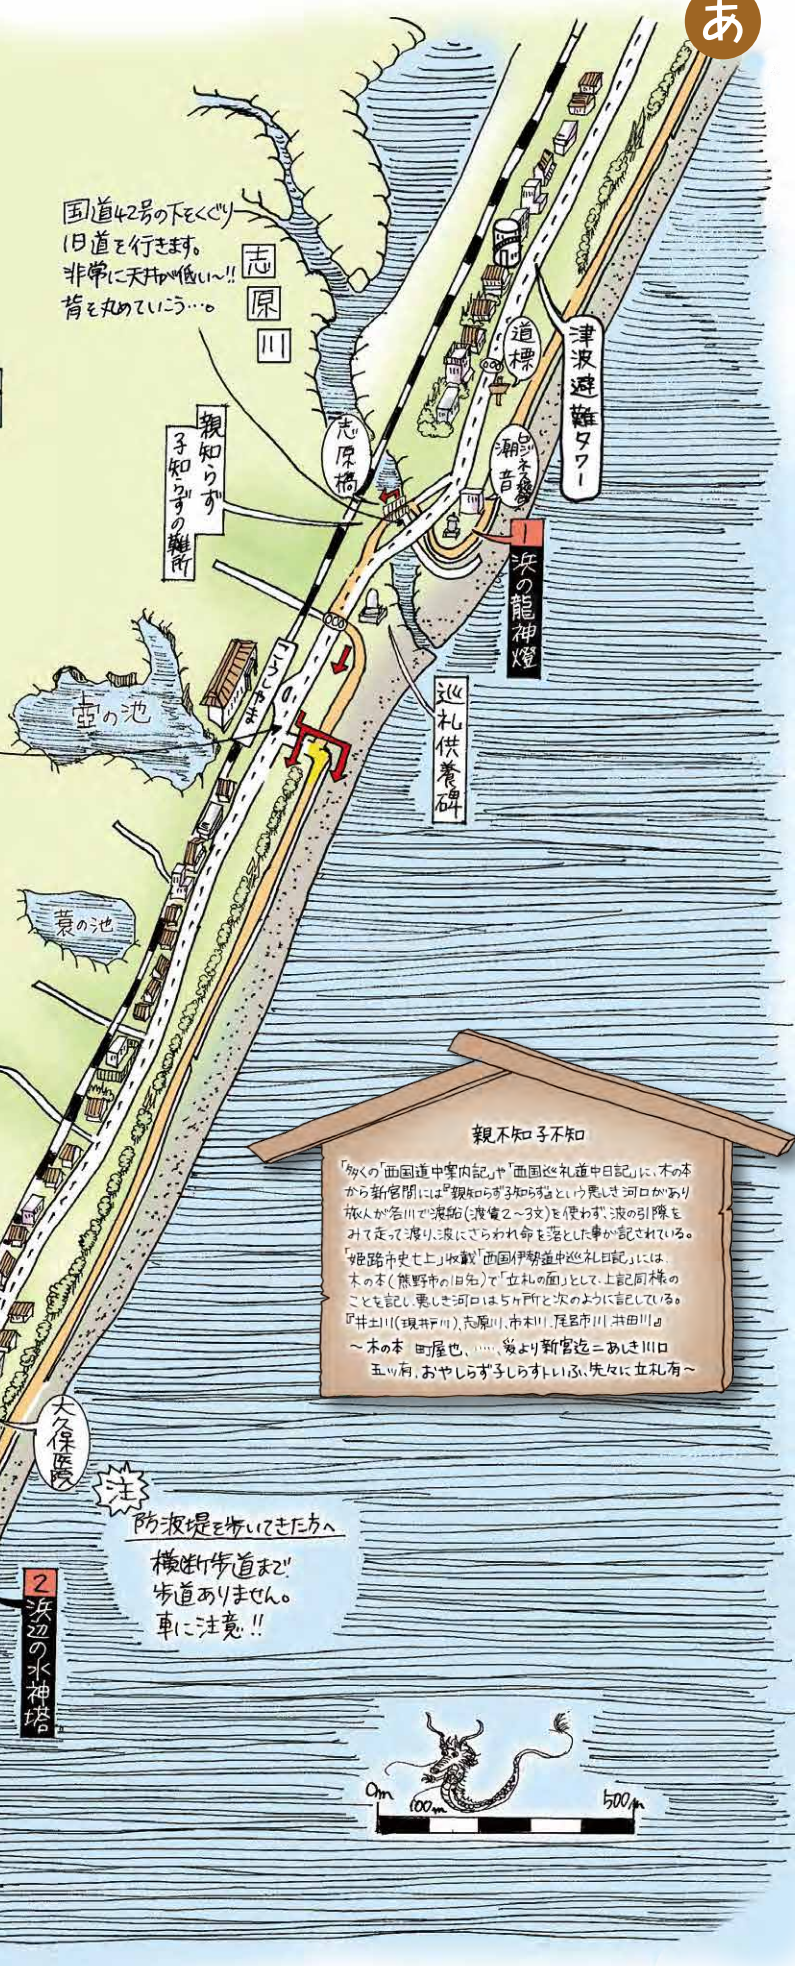 あ
国道42号の下をくぐり
旧道を行きます。
非常に天井が低い〜!!
背を丸めていこう…。
志原川
道標
津波避難タワー
志原橋
潮音
親知らず
子知らずの難所
1
浜の龍神燈
こうしやま
壺の池
巡礼供養碑
蓑の池
親不知子不知
「多くの「西国道中案内記」や「西国巡礼道中日記」に、木の本
から新宮間には『親知らず子知らず』という悪しき河口があり
旅人が各川で渡船(渡賃2〜3文)を使わず、波の引隙を
みて走って渡り、波にさらわれ命を落とした事が記されている。
「姫路市史七上」収載「西国伊勢道中巡礼日記」には
木の本(熊野市の旧名)で「立札の面」として、上記同様の
ことを記し、悪しき河口は5ヶ所と次のように記している。
『井土川(現井戸川)、志原川、市木川、尾呂市川、井田川』
〜木の本 町屋也、……、爰より新宮迄ニあしき川口
五ッ有、おやしらず子しらすトいふ、先々に立札有〜
大久保医院
注
防波堤を歩いてきた方へ
横断歩道まで
歩道ありません。
車に注意!!
2
浜辺の水神塔
0m
100m
500m